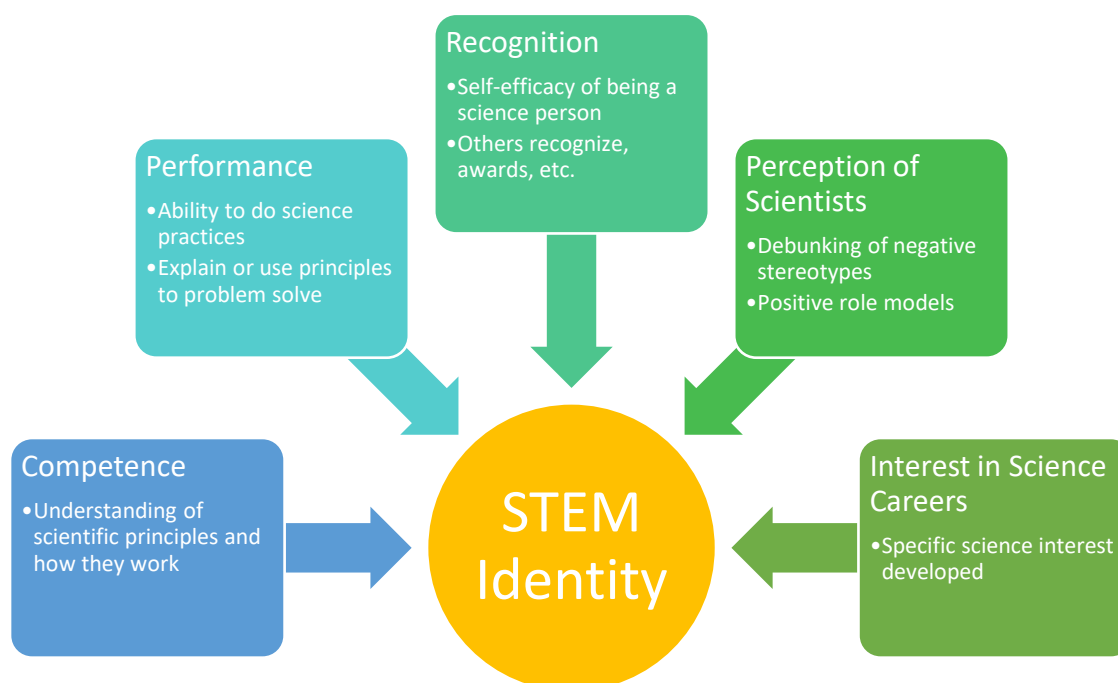 Recognition
•Self-efficacy of being a
science person
•Others recognize,
awards, etc.
Performance
•Ability to do science
practices
•Explain or use principles
to problem solve
Perception of
Scientists
•Debunking of negative
stereotypes
•Positive role models
Competence
•Understanding of
scientific principles and
how they work
STEM
Identity
Interest in Science
Careers
•Specific science interest
developed